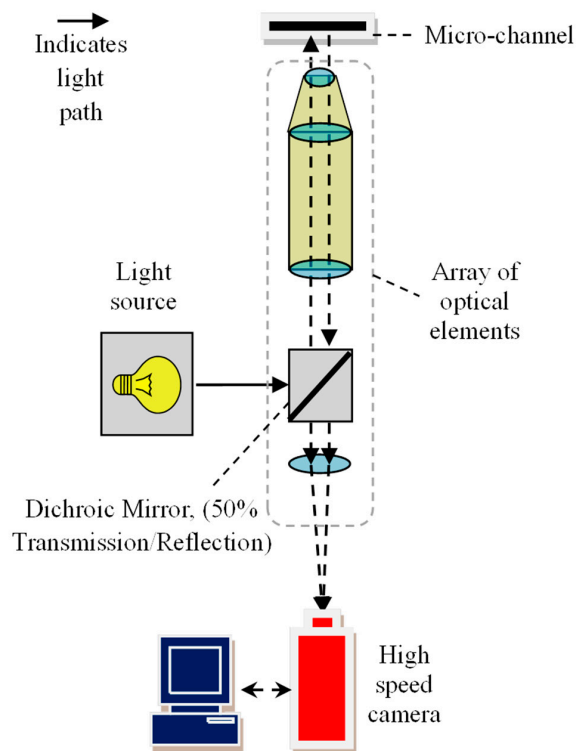 Indicates
light
path
Micro-channel
Light
source
Array of
optical
elements
Dichroic Mirror, (50%
Transmission/Reflection)
High
speed
camera